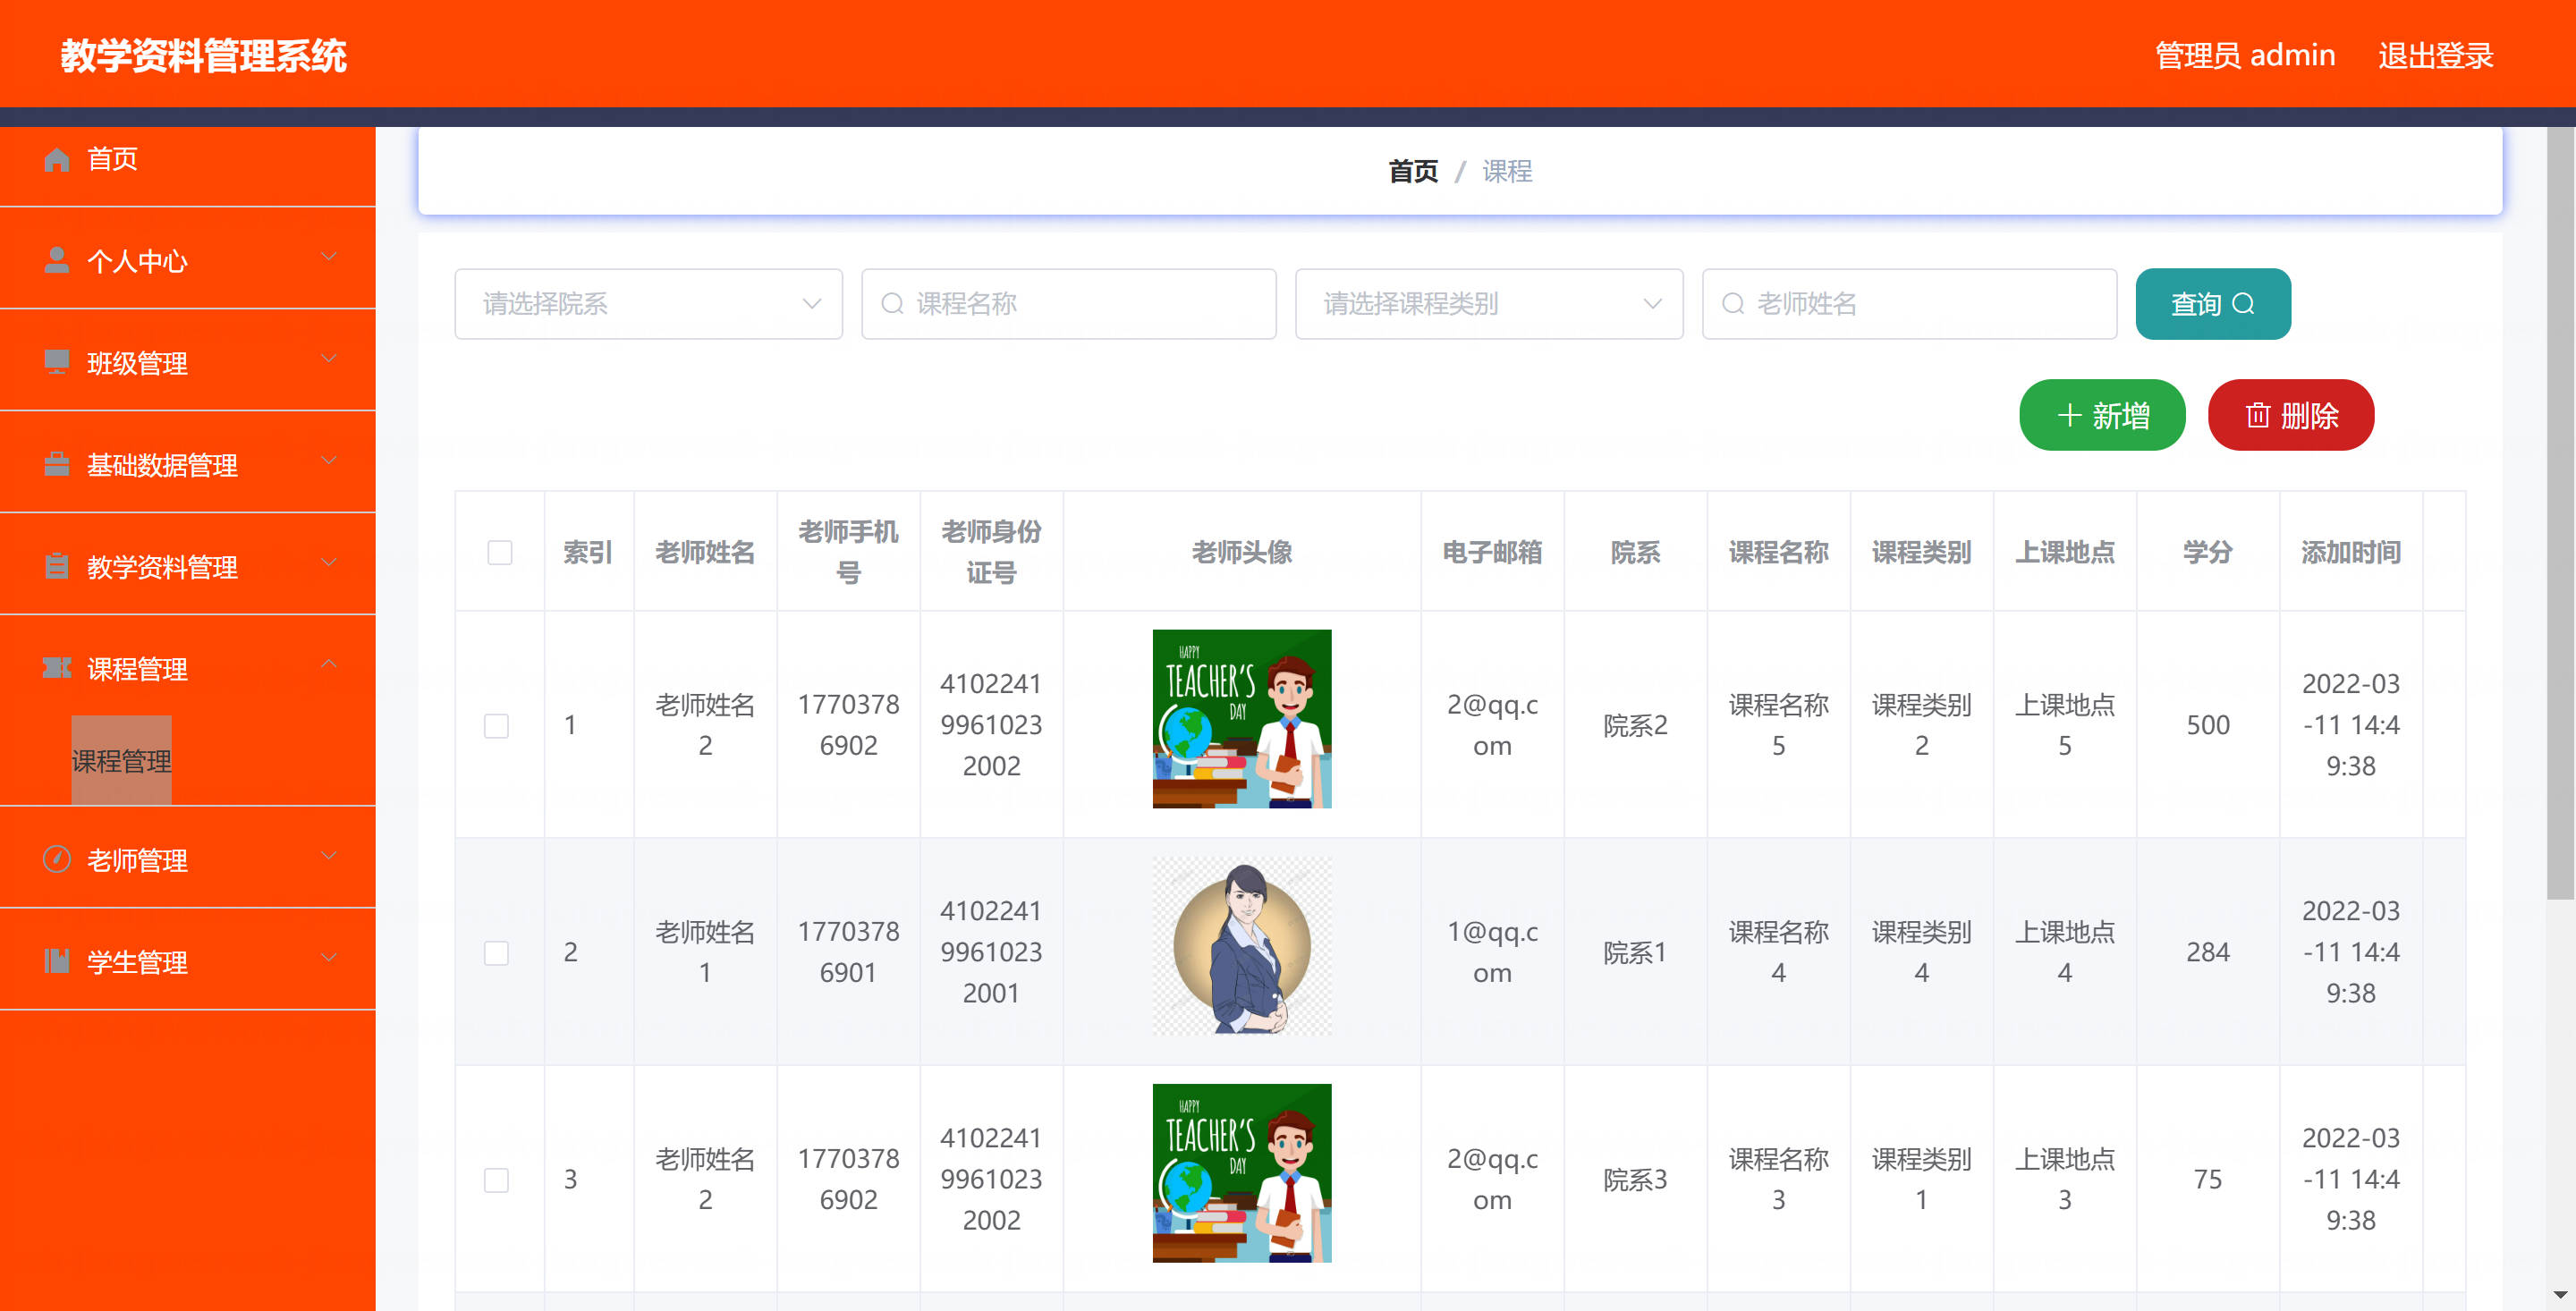 教学资料管理系统
管理员 admin 退出登录
首页
个人中心
班级管理
基础数据管理
教学资料管理
课程管理
课程管理
老师管理
学生管理
首页 / 课程
请选择院系 课程名称 请选择课程类别 老师姓名 查询
新增 删除
索引 老师姓名 老师手机号 老师身份证号 老师头像 电子邮箱 院系 课程名称 课程类别 上课地点 学分 添加时间
1 老师姓名2 17703786902 410224199610232002 HAPPY TEACHER'S DAY 2@qq.com 院系2 课程名称5 课程类别2 上课地点5 500 2022-03-11 14:49:38
2 老师姓名1 17703786901 410224199610232001 1@qq.com 院系1 课程名称4 课程类别4 上课地点4 284 2022-03-11 14:49:38
3 老师姓名2 17703786902 410224199610232002 HAPPY TEACHER'S DAY 2@qq.com 院系3 课程名称3 课程类别1 上课地点3 75 2022-03-11 14:49:38